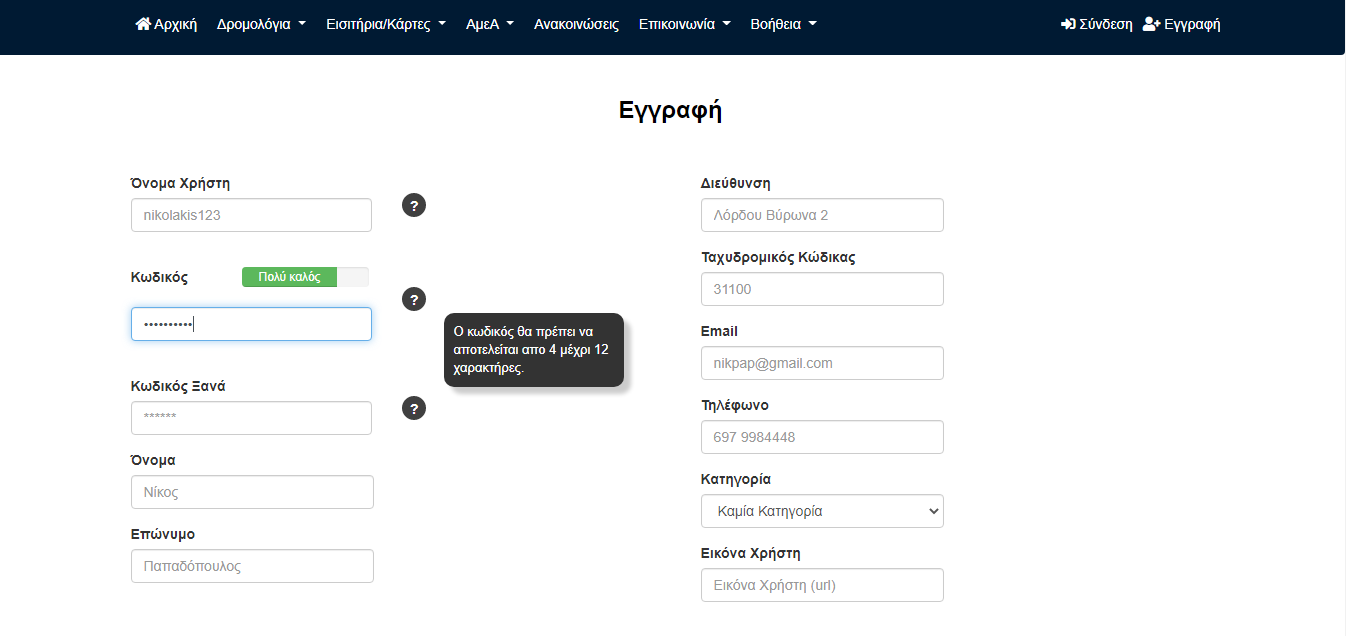 Αρχική Δρομολόγια Εισιτήρια/Κάρτες ΑμεΑ Ανακοινώσεις Επικοινωνία Βοήθεια Σύνδεση Εγγραφή
Εγγραφή
Όνομα Χρήστη
nikolakis123
?
Κωδικός
Πολύ καλός
••••••••••
?
Ο κωδικός θα πρέπει να
αποτελείται απο 4 μέχρι 12
χαρακτήρες.
Κωδικός Ξανά
******
?
Όνομα
Νίκος
Επώνυμο
Παπαδόπουλος
Διεύθυνση
Λόρδου Βύρωνα 2
Ταχυδρομικός Κώδικας
31100
Email
nikpap@gmail.com
Τηλέφωνο
697 9984448
Κατηγορία
Καμία Κατηγορία
Εικόνα Χρήστη
Εικόνα Χρήστη (url)